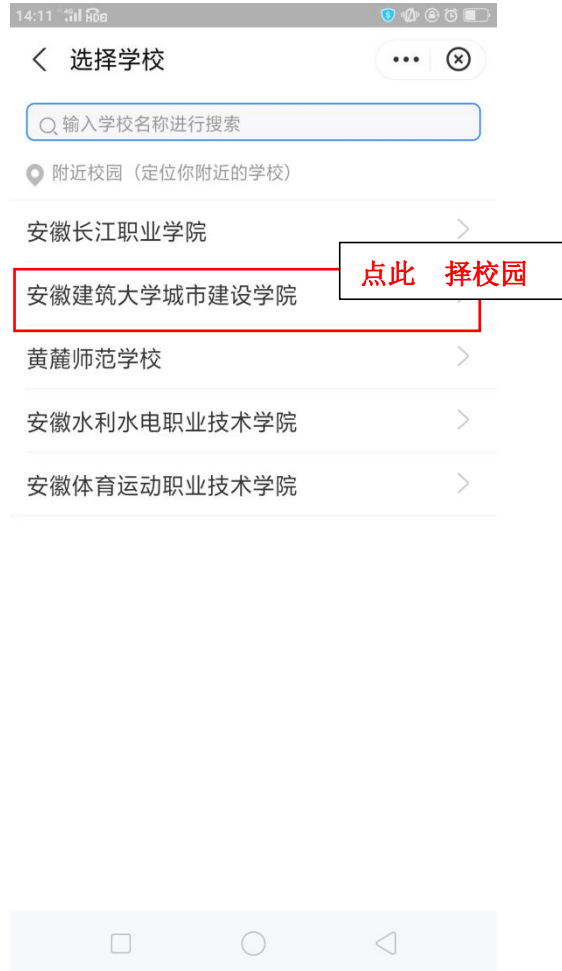 14:11 4G HD
选择学校
输入学校名称进行搜索
附近校园（定位你附近的学校）
安徽长江职业学院
点此 择校园
安徽建筑大学城市建设学院
黄麓师范学校
安徽水利水电职业技术学院
安徽体育运动职业技术学院